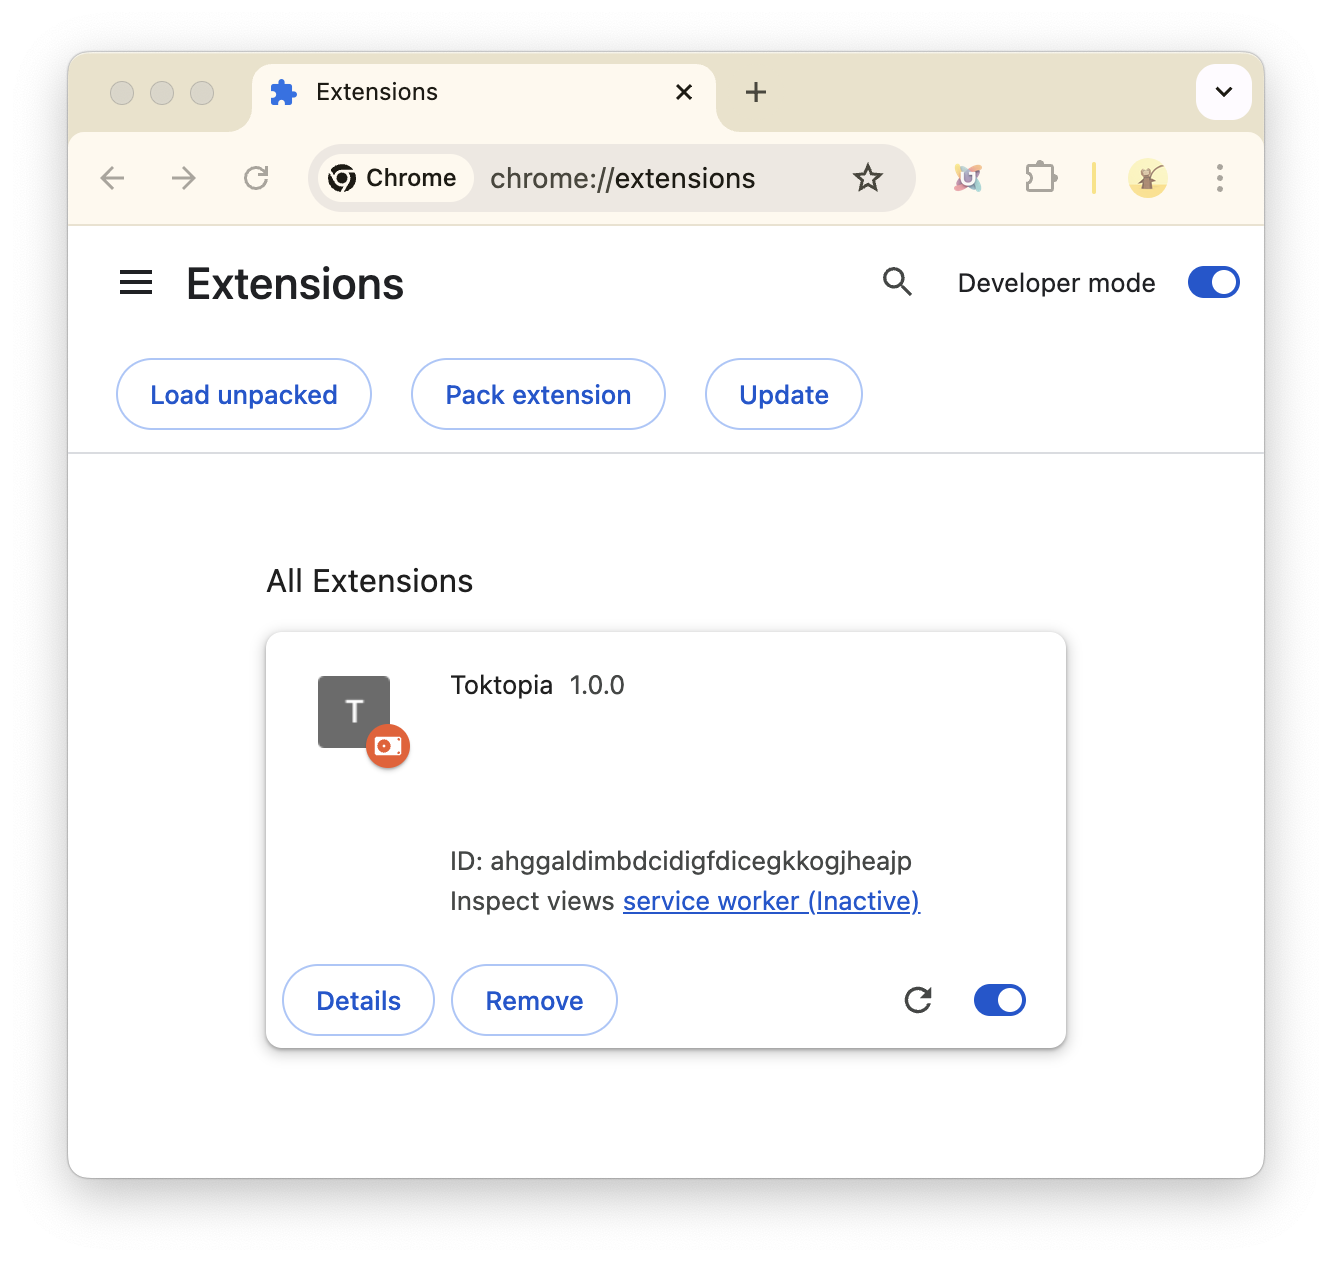 Extensions
Chrome chrome://extensions
Extensions Developer mode
Load unpacked Pack extension Update
All Extensions
T
Toktopia 1.0.0
ID: ahggaldimbdcidigfdicegkkogjheajp
Inspect views service worker (Inactive)
Details Remove